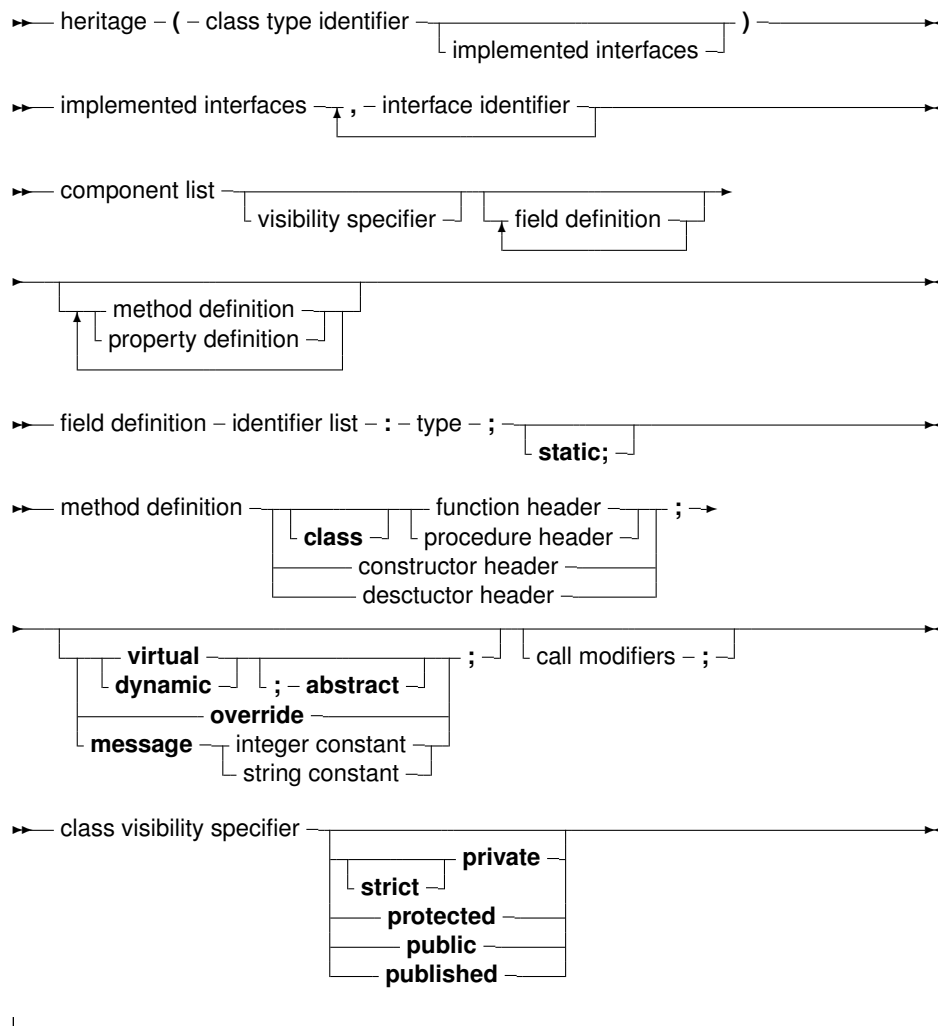 heritage ( class type identifier )
implemented interfaces
implemented interfaces , interface identifier
component list
visibility specifier field definition
method definition
property definition
field definition identifier list : type ;
static;
method definition function header ;
class procedure header
constructor header
desctuctor header
virtual ; call modifiers ;
dynamic ; abstract
override
message integer constant
string constant
class visibility specifier
private
strict
protected
public
published